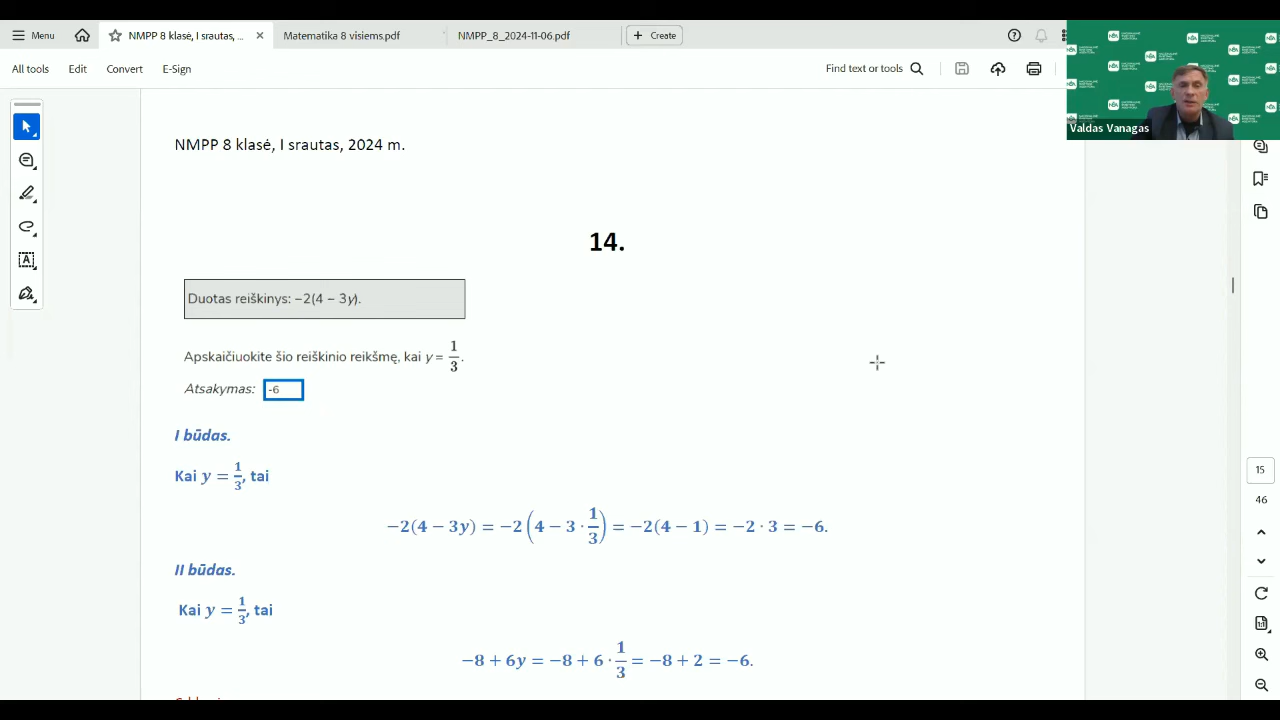 Menu
NMPP 8 klasė, I srautas, ...
Matematika 8 visiems.pdf
NMPP_8_2024-11-06.pdf
Create
All tools
Edit
Convert
E-Sign
Find text or tools
Valdas Vanagas
NMPP 8 klasė, I srautas, 2024 m.
14.
Duotas reiškinys: −2(4 − 3y).
Apskaičiuokite šio reiškinio reikšmę, kai y = 1/3.
Atsakymas: -6
I būdas.
Kai y = 1/3, tai
−2(4 − 3y) = −2(4 − 3 · 1/3) = −2(4 − 1) = −2 · 3 = −6.
II būdas.
Kai y = 1/3, tai
−8 + 6y = −8 + 6 · 1/3 = −8 + 2 = −6.
15
46